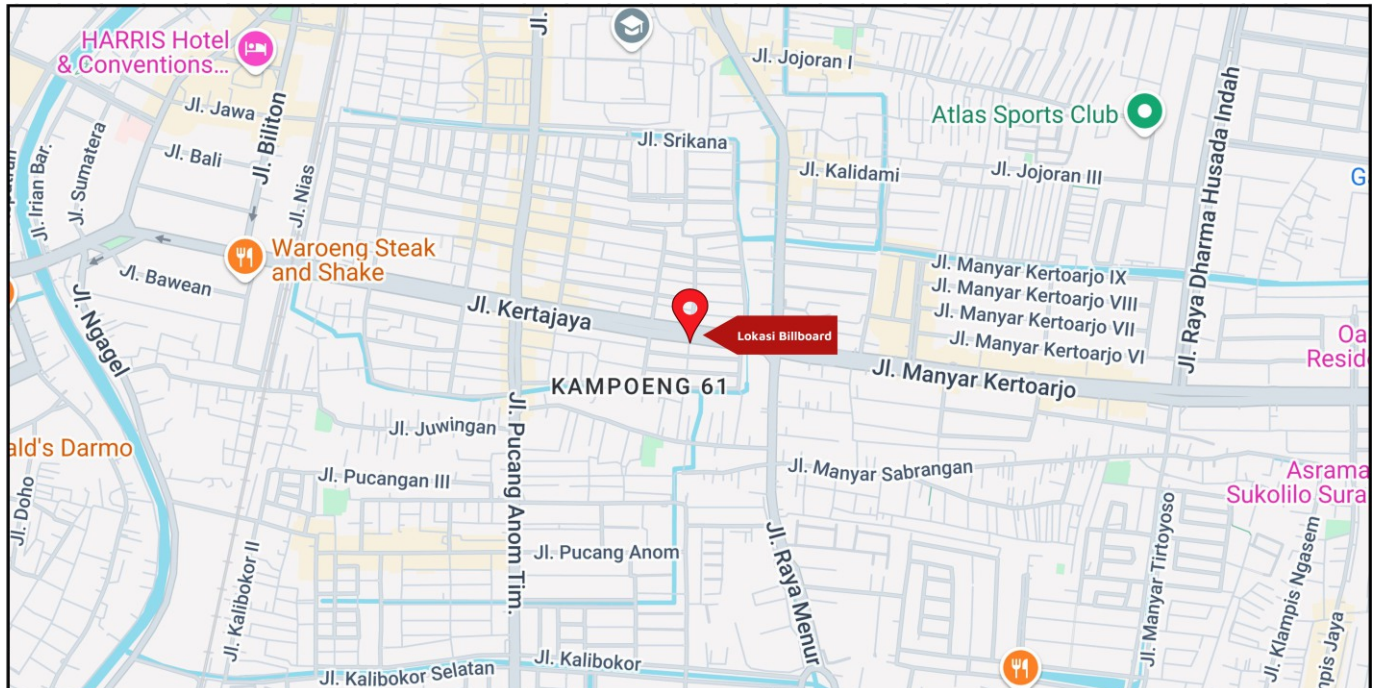 HARRIS Hotel
& Conventions...
Jl.
Jl. Jojoran I
Jl. Jawa
Jl. Biliton
Atlas Sports Club
Jl. Raya Dharma Husada Indah
Jl. Irian Bar.
Jl. Sumatera
Jl. Bali
Jl. Nias
Jl. Srikana
Jl. Kalidami
Jl. Jojoran III
G
Waroeng Steak
and Shake
Jl. Bawean
Jl. Ngagel
Jl. Kertajaya
Lokasi Billboard
Jl. Manyar Kertoarjo IX
Jl. Manyar Kertoarjo VIII
Jl. Manyar Kertoarjo VII
Jl. Manyar Kertoarjo VI
Oa
Reside
Jl. Manyar Kertoarjo
KAMPOENG 61
Jl. Juwingan
Jl. Pucang Anom Tim.
ald's Darmo
Jl. Doho
Jl. Pucangan III
Jl. Manyar Sabrangan
Asrama
Sukolilo Sura
Jl. Kalibokor II
Jl. Pucang Anom
Jl. Raya Menur
Jl. Manyar Tirtoyoso
Jl. Klampis Ngasem
mpis Jaya
Jl. Kalibokor Selatan
Jl. Kalibokor